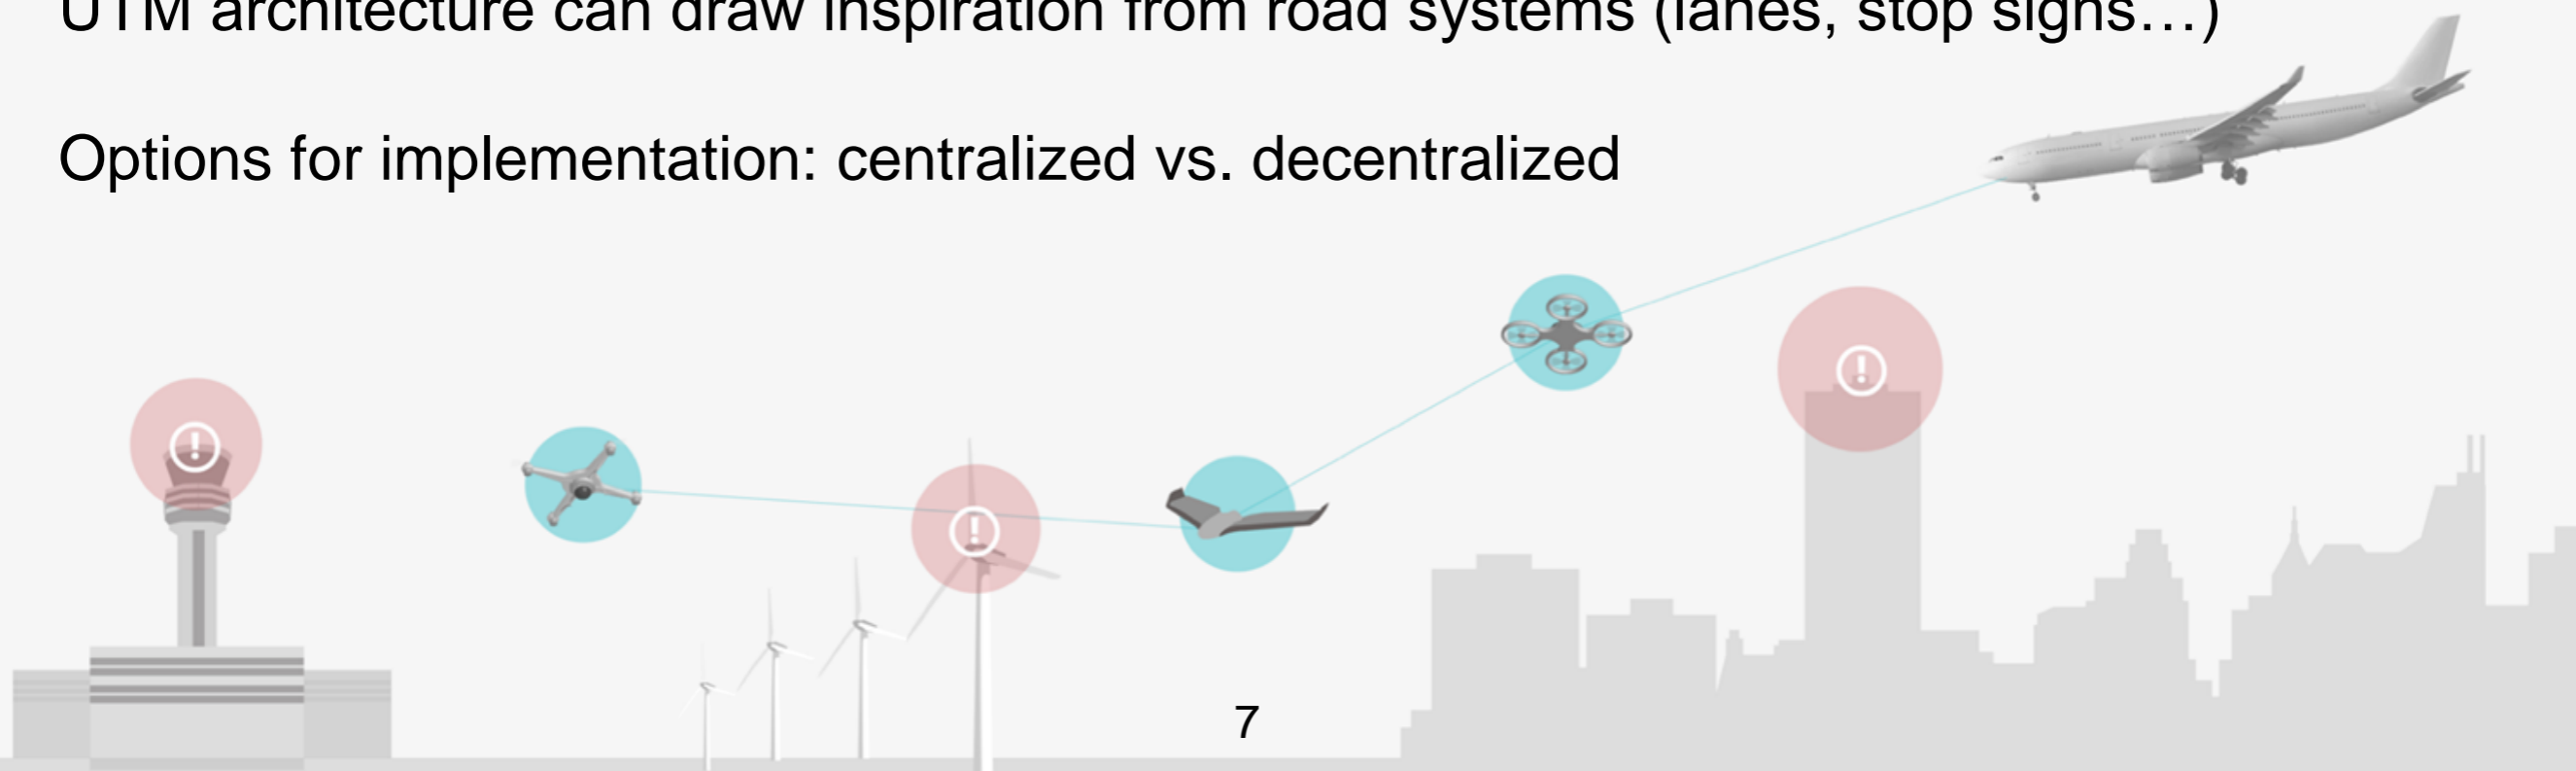 UTM architecture can draw inspiration from road systems (lanes, stop signs…)
Options for implementation: centralized vs. decentralized
7